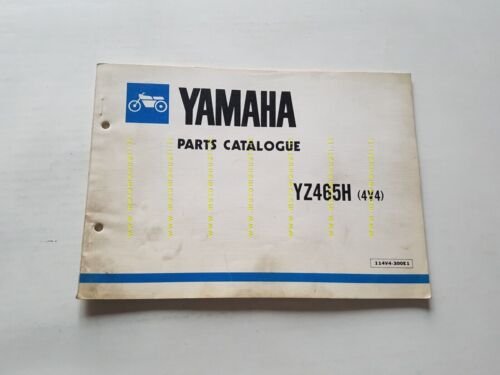 YAMAHA
PARTS CATALOGUE
YZ465H (4V4)
114V4-300E1